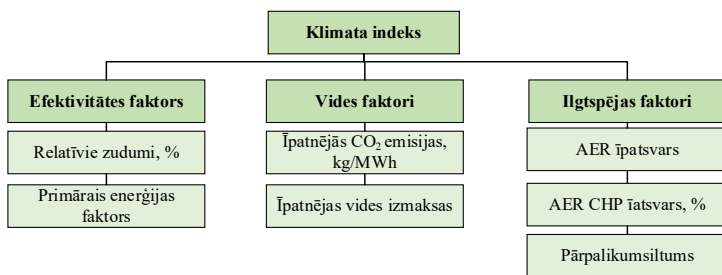 Klimata indeks
Efektivitātes faktors
Vides faktori
Ilgtspējas faktori
Relatīvie zudumi, %
Īpatnējās CO₂ emisijas,
kg/MWh
AER īpatsvars
Primārais enerģijas
faktors
Īpatnējas vides izmaksas
AER CHP īatsvars, %
Pārpalikumsiltums